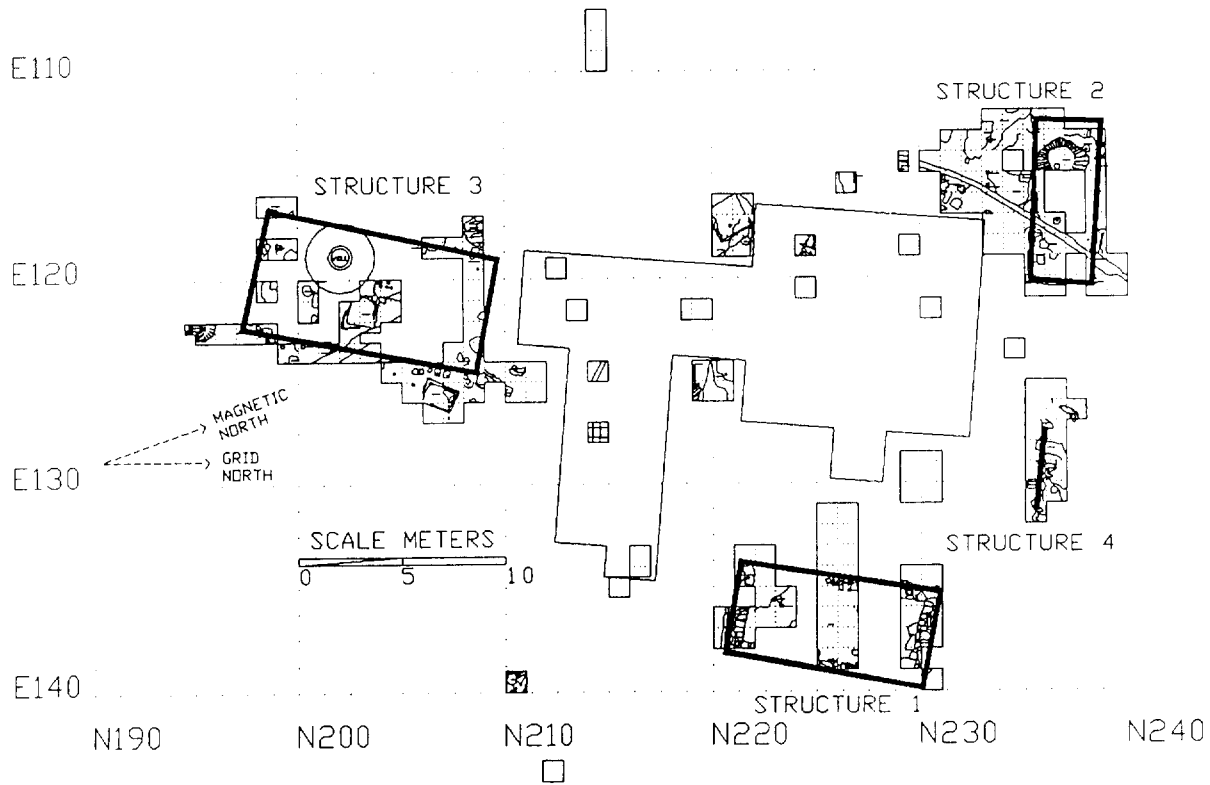 E110
STRUCTURE 2
STRUCTURE 3
WELL
E120
MAGNETIC
NORTH
GRID
NORTH
E130
SCALE METERS
0 5 10
STRUCTURE 4
E140
STRUCTURE 1
N190 N200 N210 N220 N230 N240